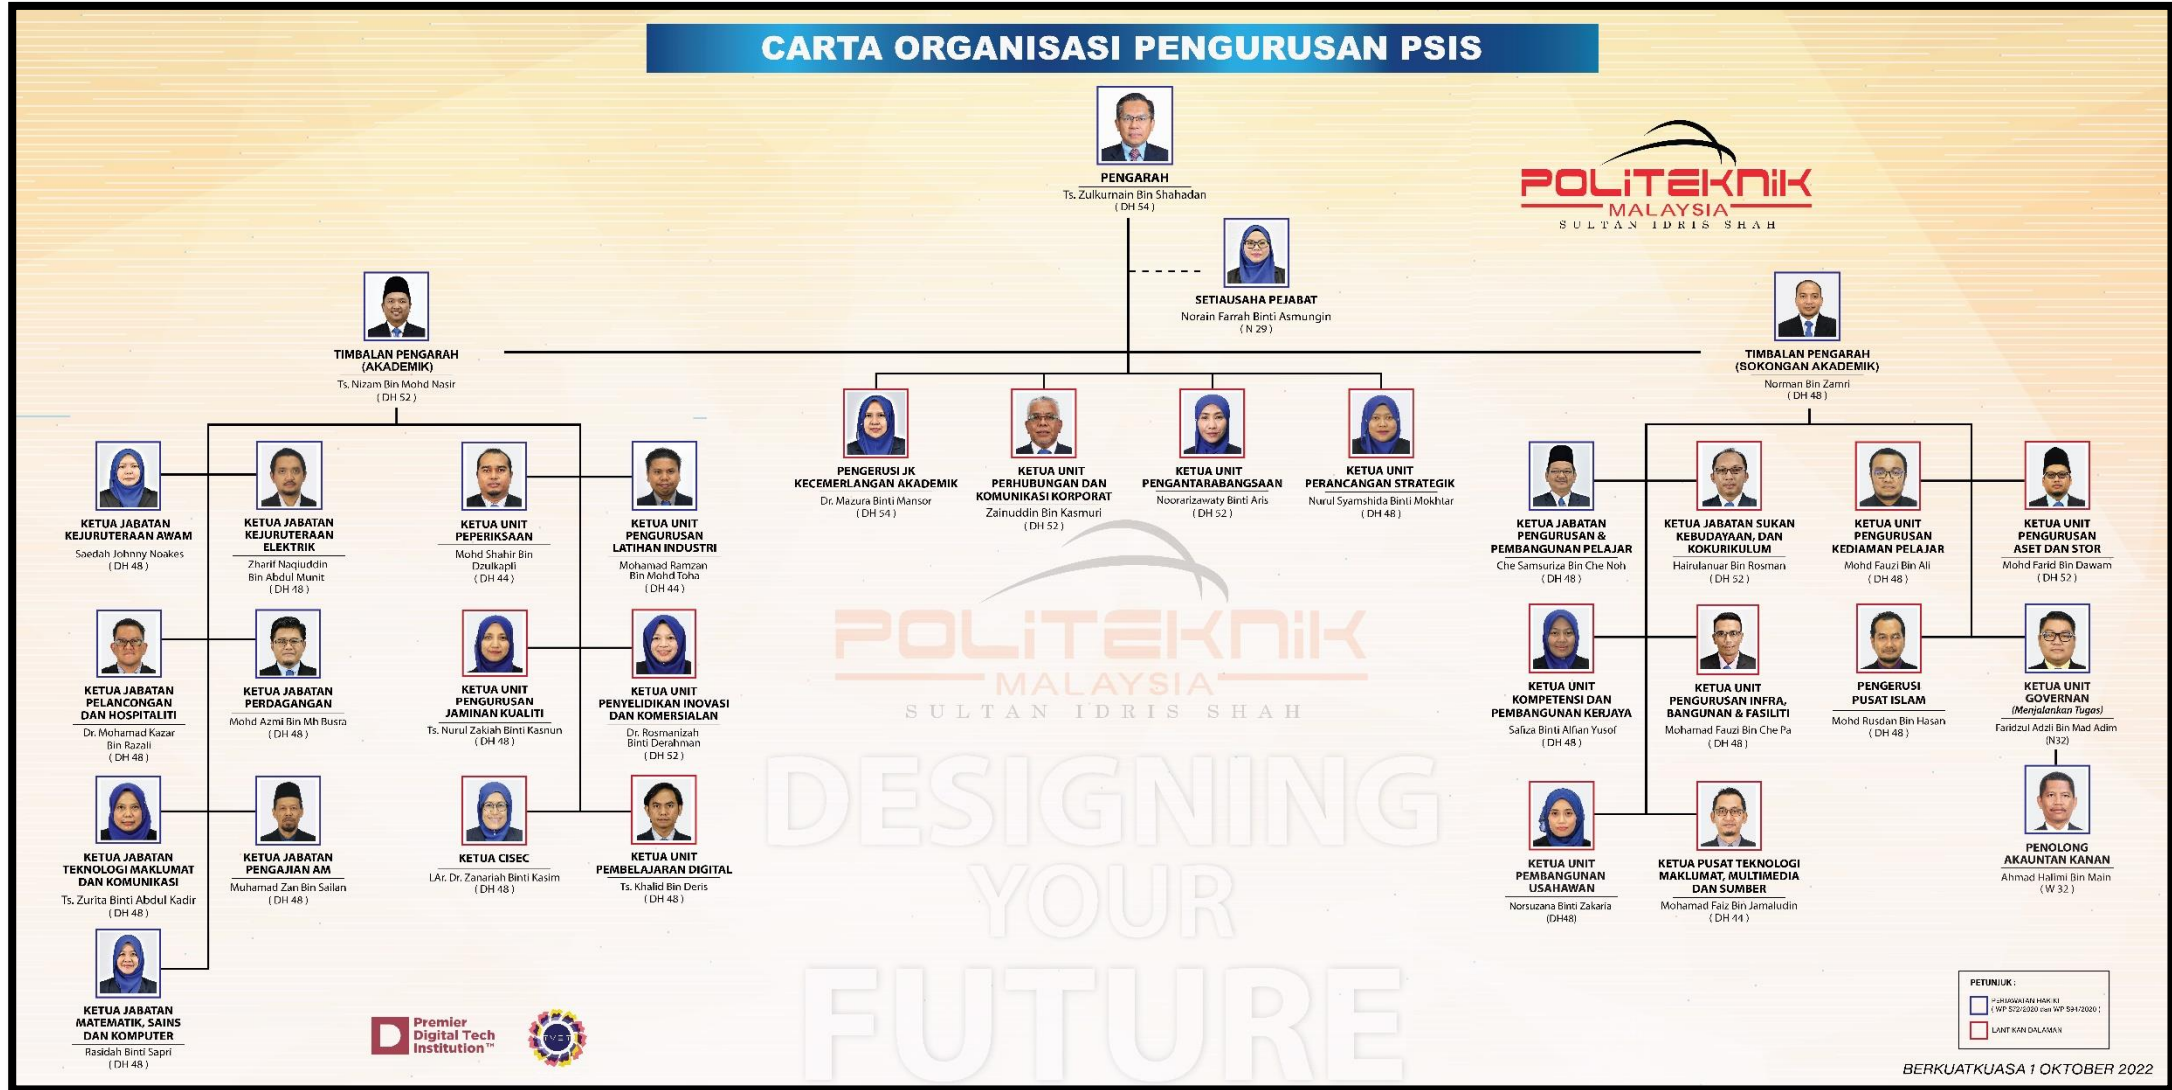 CARTA ORGANISASI PENGURUSAN PSIS
PENGARAH
Ts. Zulkurnain Bin Shahadan
( DH 54 )
POLiTEKNiK
MALAYSIA
SULTAN IDRIS SHAH
SETIAUSAHA PEJABAT
Norain Farrah Binti Asmungin
( N 29 )
TIMBALAN PENGARAH
(AKADEMIK)
Ts. Nizam Bin Mohd Nasir
( DH 52 )
TIMBALAN PENGARAH
(SOKONGAN AKADEMIK)
Norman Bin Zamri
( DH 48 )
PENGERUSI JK
KECEMERLANGAN AKADEMIK
Dr. Mazura Binti Mansor
( DH 54 )
KETUA UNIT
PERHUBUNGAN DAN
KOMUNIKASI KORPORAT
Zainuddin Bin Kasmuri
( DH 52 )
KETUA UNIT
PENGANTARABANGSAAN
Noorarizawaty Binti Aris
( DH 52 )
KETUA UNIT
PERANCANGAN STRATEGIK
Nurul Syamshida Binti Mokhtar
( DH 48 )
KETUA JABATAN
KEJURUTERAAN AWAM
Saedah Johnny Noakes
( DH 48 )
KETUA JABATAN
KEJURUTERAAN
ELEKTRIK
Zharif Naqiuddin
Bin Abdul Munit
( DH 48 )
KETUA UNIT
PEPERIKSAAN
Mohd Shahir Bin
Dzulkapli
( DH 44 )
KETUA UNIT
PENGURUSAN
LATIHAN INDUSTRI
Mohamad Ramzan
Bin Mohd Toha
( DH 44 )
KETUA JABATAN
PENGURUSAN &
PEMBANGUNAN PELAJAR
Che Samsuriza Bin Che Noh
( DH 48 )
KETUA JABATAN SUKAN
KEBUDAYAAN, DAN
KOKURIKULUM
Hairulanuar Bin Rosman
( DH 52 )
KETUA UNIT
PENGURUSAN
KEDIAMAN PELAJAR
Mohd Fauzi Bin Ali
( DH 48 )
KETUA UNIT
PENGURUSAN
ASET DAN STOR
Mohd Farid Bin Dawam
( DH 52 )
KETUA JABATAN
PELANCONGAN
DAN HOSPITALITI
Dr. Mohamad Kazar
Bin Razali
( DH 48 )
KETUA JABATAN
PERDAGANGAN
Mohd Azmi Bin Mh Busra
( DH 48 )
KETUA UNIT
PENGURUSAN
JAMINAN KUALITI
Ts. Nurul Zakiah Binti Kasnun
( DH 48 )
KETUA UNIT
PENYELIDIKAN INOVASI
DAN KOMERSIALAN
Dr. Rosmanizah
Binti Derahman
( DH 52 )
POLiTEKNiK
MALAYSIA
SULTAN IDRIS SHAH
KETUA UNIT
KOMPETENSI DAN
PEMBANGUNAN KERJAYA
Safiza Binti Alfian Yusof
( DH 48 )
KETUA UNIT
PENGURUSAN INFRA,
BANGUNAN & FASILITI
Mohamad Fauzi Bin Che Pa
( DH 48 )
PENGERUSI
PUSAT ISLAM
Mohd Rusdan Bin Hasan
( DH 48 )
KETUA UNIT
GOVERNAN
(Menjalankan Tugas)
Faridzul Adzli Bin Mad Adim
(N32)
KETUA JABATAN
TEKNOLOGI MAKLUMAT
DAN KOMUNIKASI
Ts. Zurita Binti Abdul Kadir
( DH 48 )
KETUA JABATAN
PENGAJIAN AM
Muhamad Zan Bin Sailan
( DH 48 )
KETUA CISEC
LAr. Dr. Zanariah Binti Kasim
( DH 48 )
KETUA UNIT
PEMBELAJARAN DIGITAL
Ts. Khalid Bin Deris
( DH 48 )
DESIGNING
YOUR
FUTURE
KETUA UNIT
PEMBANGUNAN
USAHAWAN
Norsuzana Binti Zakaria
(DH48)
KETUA PUSAT TEKNOLOGI
MAKLUMAT, MULTIMEDIA
DAN SUMBER
Mohamad Faiz Bin Jamaludin
( DH 44 )
PENOLONG
AKAUNTAN KANAN
Ahmad Halimi Bin Main
( W 32 )
KETUA JABATAN
MATEMATIK, SAINS
DAN KOMPUTER
Rasidah Binti Sapri
( DH 48 )
Premier
Digital Tech
Institution™
TVET
PETUNJUK :
PERJAWATAN HAKIKI
( WP S72/2020 dan WP S94/2020 )
LANTIKAN DALAMAN
BERKUATKUASA 1 OKTOBER 2022